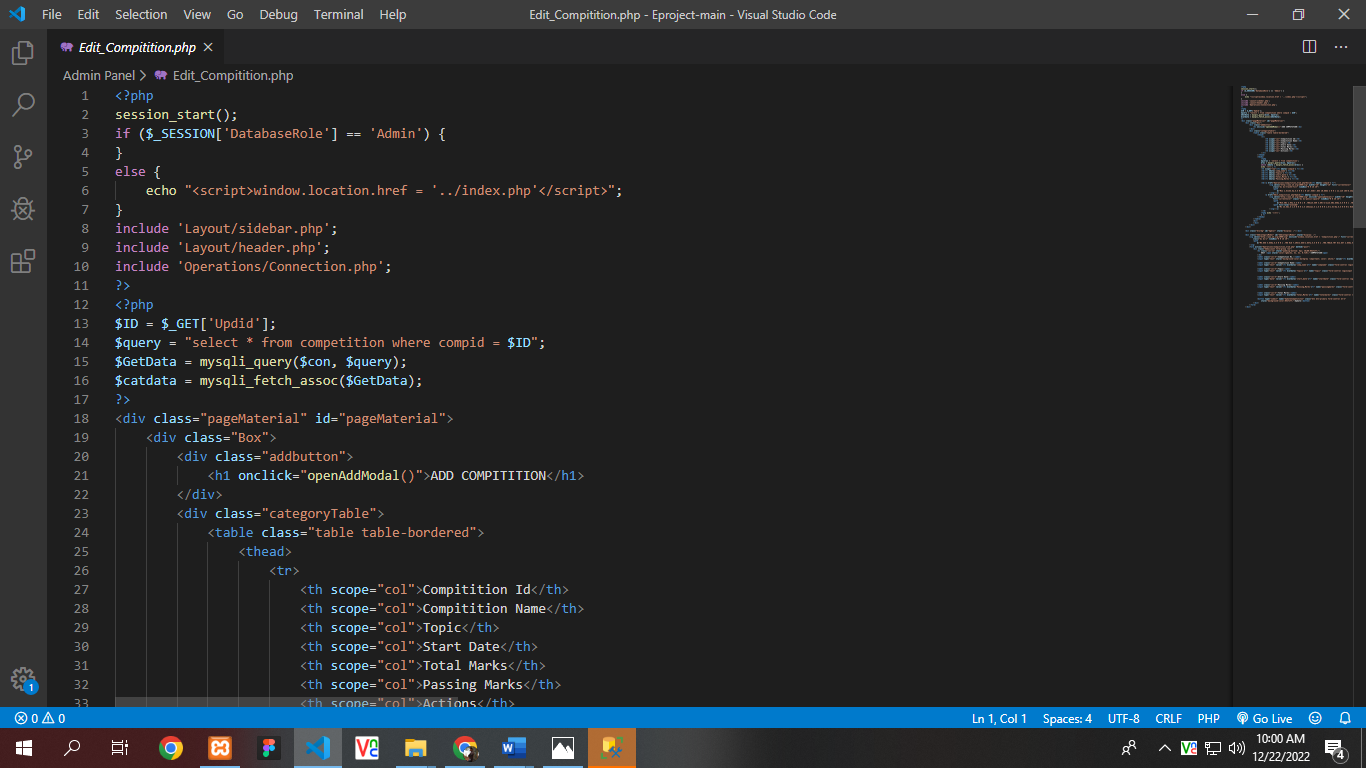 File Edit Selection View Go Debug Terminal Help Edit_Compitition.php - Eproject-main - Visual Studio Code
Edit_Compitition.php
Admin Panel Edit_Compitition.php
1 <?php
2 session_start();
3 if ($_SESSION['DatabaseRole'] == 'Admin') {
4 }
5 else {
6 echo "<script>window.location.href = '../index.php'</script>";
7 }
8 include 'Layout/sidebar.php';
9 include 'Layout/header.php';
10 include 'Operations/Connection.php';
11 ?>
12 <?php
13 $ID = $_GET['Updid'];
14 $query = "select * from competition where compid = $ID";
15 $GetData = mysqli_query($con, $query);
16 $catdata = mysqli_fetch_assoc($GetData);
17 ?>
18 <div class="pageMaterial" id="pageMaterial">
19 <div class="Box">
20 <div class="addbutton">
21 <h1 onclick="openAddModal()">ADD COMPITITION</h1>
22 </div>
23 <div class="categoryTable">
24 <table class="table table-bordered">
25 <thead>
26 <tr>
27 <th scope="col">Compitition Id</th>
28 <th scope="col">Compitition Name</th>
29 <th scope="col">Topic</th>
30 <th scope="col">Start Date</th>
31 <th scope="col">Total Marks</th>
32 <th scope="col">Passing Marks</th>
33 <th scope="col">Actions</th>
1
0 0 Ln 1, Col 1 Spaces: 4 UTF-8 CRLF PHP Go Live
10:00 AM
12/22/2022
4